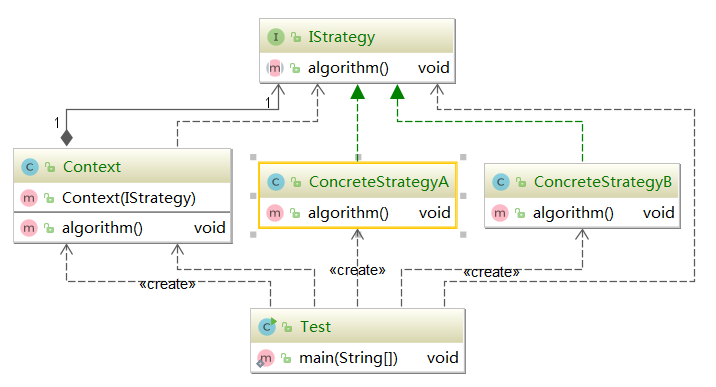 I IStrategy
m algorithm() void
1
1
C Context
m Context(IStrategy)
m algorithm() void
C ConcreteStrategyA
m algorithm() void
C ConcreteStrategyB
m algorithm() void
«create»
«create»
«create»
C Test
m main(String[]) void